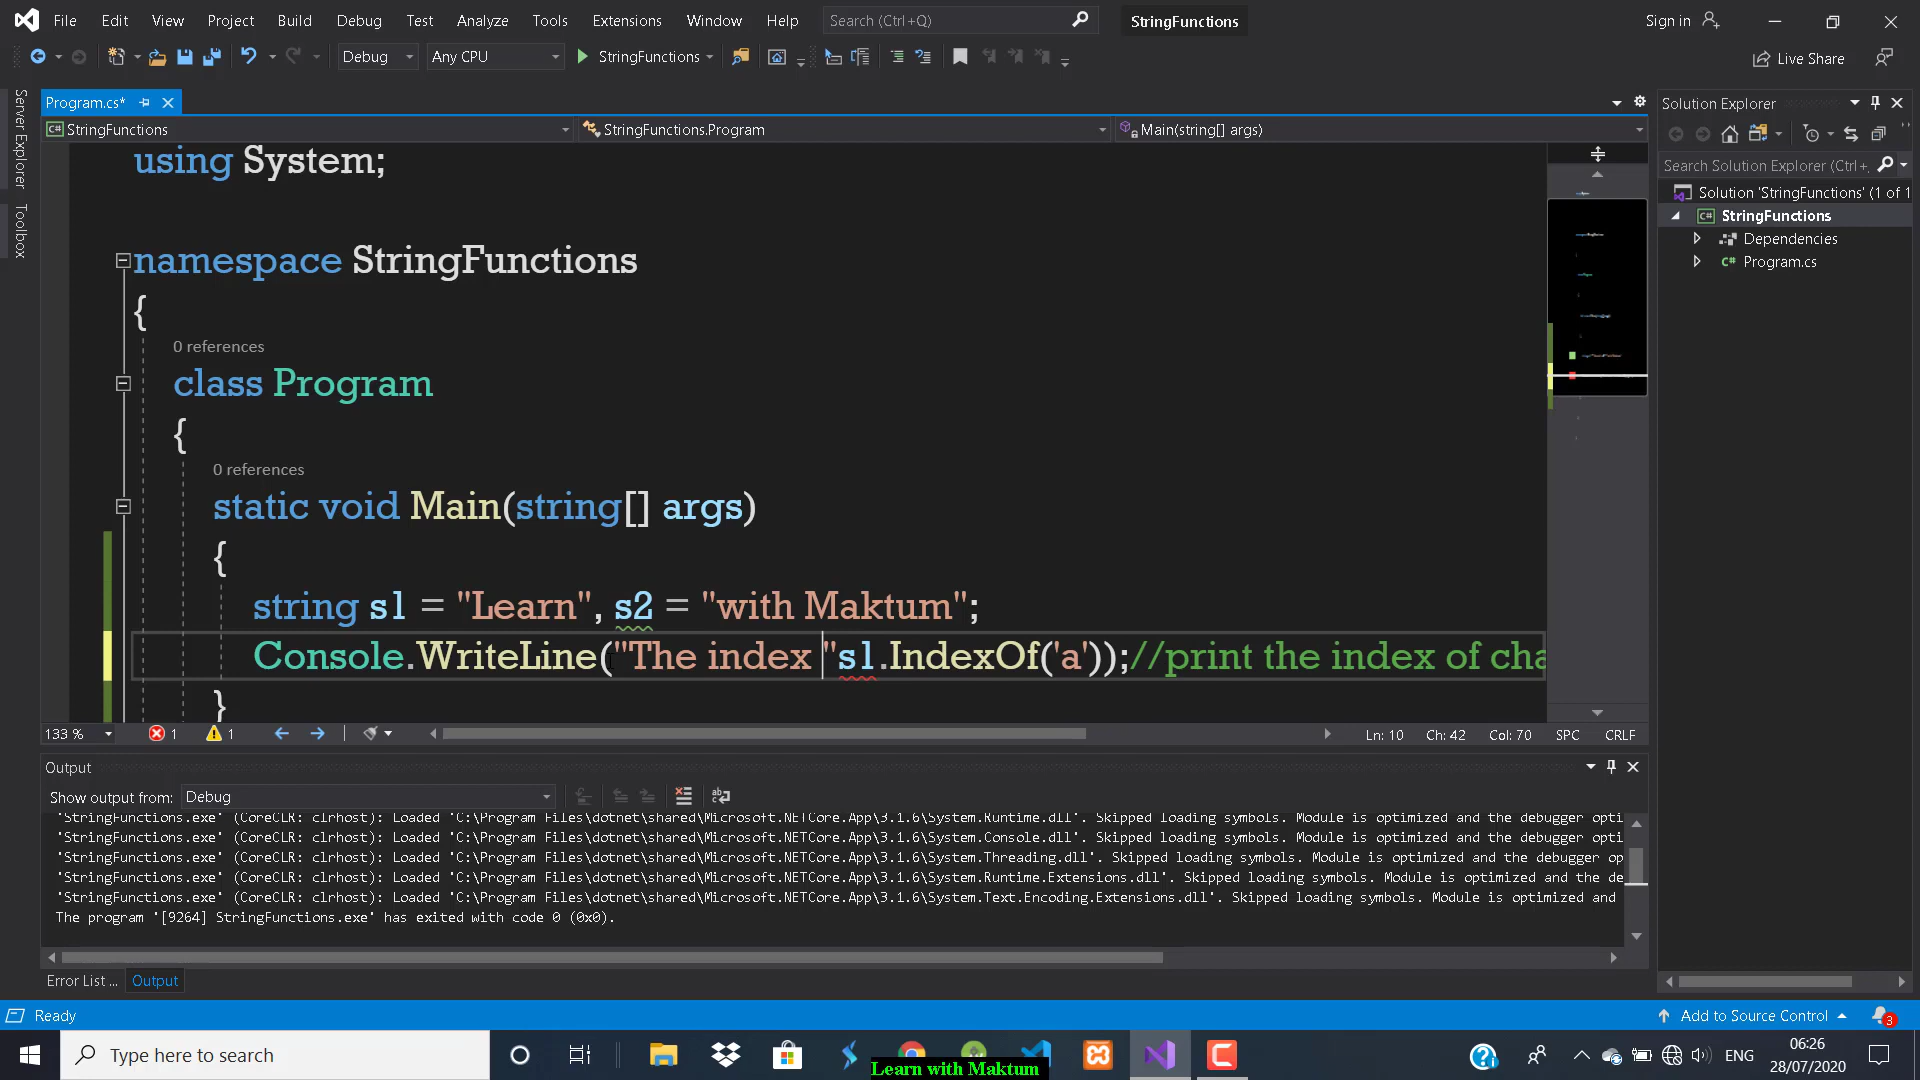 File Edit View Project Build Debug Test Analyze Tools Extensions Window Help Search (Ctrl+Q) StringFunctions Sign in
Debug Any CPU StringFunctions Live Share
Server Explorer
Toolbox
Program.cs*
StringFunctions StringFunctions.Program Main(string[] args)
using System;
namespace StringFunctions
{
0 references
class Program
{
0 references
static void Main(string[] args)
{
string s1 = "Learn", s2 = "with Maktum";
Console.WriteLine("The index "s1.IndexOf('a'));//print the index of cha
}
133 % 1 1 Ln: 10 Ch: 42 Col: 70 SPC CRLF
Solution Explorer
Search Solution Explorer (Ctrl+
Solution 'StringFunctions' (1 of 1
StringFunctions
Dependencies
Program.cs
Output
Show output from: Debug
'StringFunctions.exe' (CoreCLR: clrhost): Loaded 'C:\Program Files\dotnet\shared\Microsoft.NETCore.App\3.1.6\System.Runtime.dll'. Skipped loading symbols. Module is optimized and the debugger opti
'StringFunctions.exe' (CoreCLR: clrhost): Loaded 'C:\Program Files\dotnet\shared\Microsoft.NETCore.App\3.1.6\System.Console.dll'. Skipped loading symbols. Module is optimized and the debugger opti
'StringFunctions.exe' (CoreCLR: clrhost): Loaded 'C:\Program Files\dotnet\shared\Microsoft.NETCore.App\3.1.6\System.Threading.dll'. Skipped loading symbols. Module is optimized and the debugger op
'StringFunctions.exe' (CoreCLR: clrhost): Loaded 'C:\Program Files\dotnet\shared\Microsoft.NETCore.App\3.1.6\System.Runtime.Extensions.dll'. Skipped loading symbols. Module is optimized and the de
'StringFunctions.exe' (CoreCLR: clrhost): Loaded 'C:\Program Files\dotnet\shared\Microsoft.NETCore.App\3.1.6\System.Text.Encoding.Extensions.dll'. Skipped loading symbols. Module is optimized and
The program '[9264] StringFunctions.exe' has exited with code 0 (0x0).
Error List ... Output
Ready Add to Source Control 3
Type here to search ENG 06:26
28/07/2020
Learn with Maktum